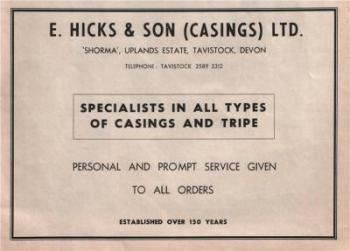 E. HICKS & SON (CASINGS) LTD.
'SHORMA', UPLANDS ESTATE, TAVISTOCK, DEVON
TELEPHONE: TAVISTOCK 2589 2312
SPECIALISTS IN ALL TYPES
OF CASINGS AND TRIPE
PERSONAL AND PROMPT SERVICE GIVEN
TO ALL ORDERS
ESTABLISHED OVER 150 YEARS